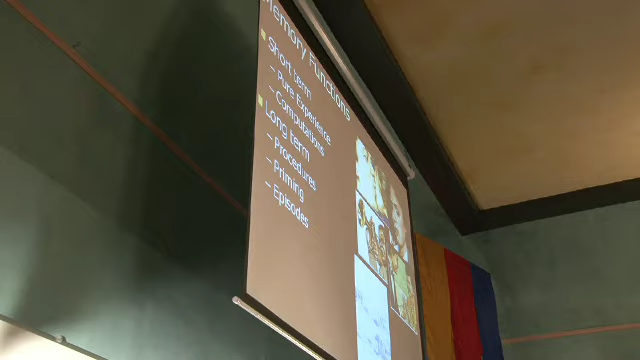 Memory Functions
Short term
– Pure Experience
– Computations
Long term
– Procedures
– Priming
– Episodes